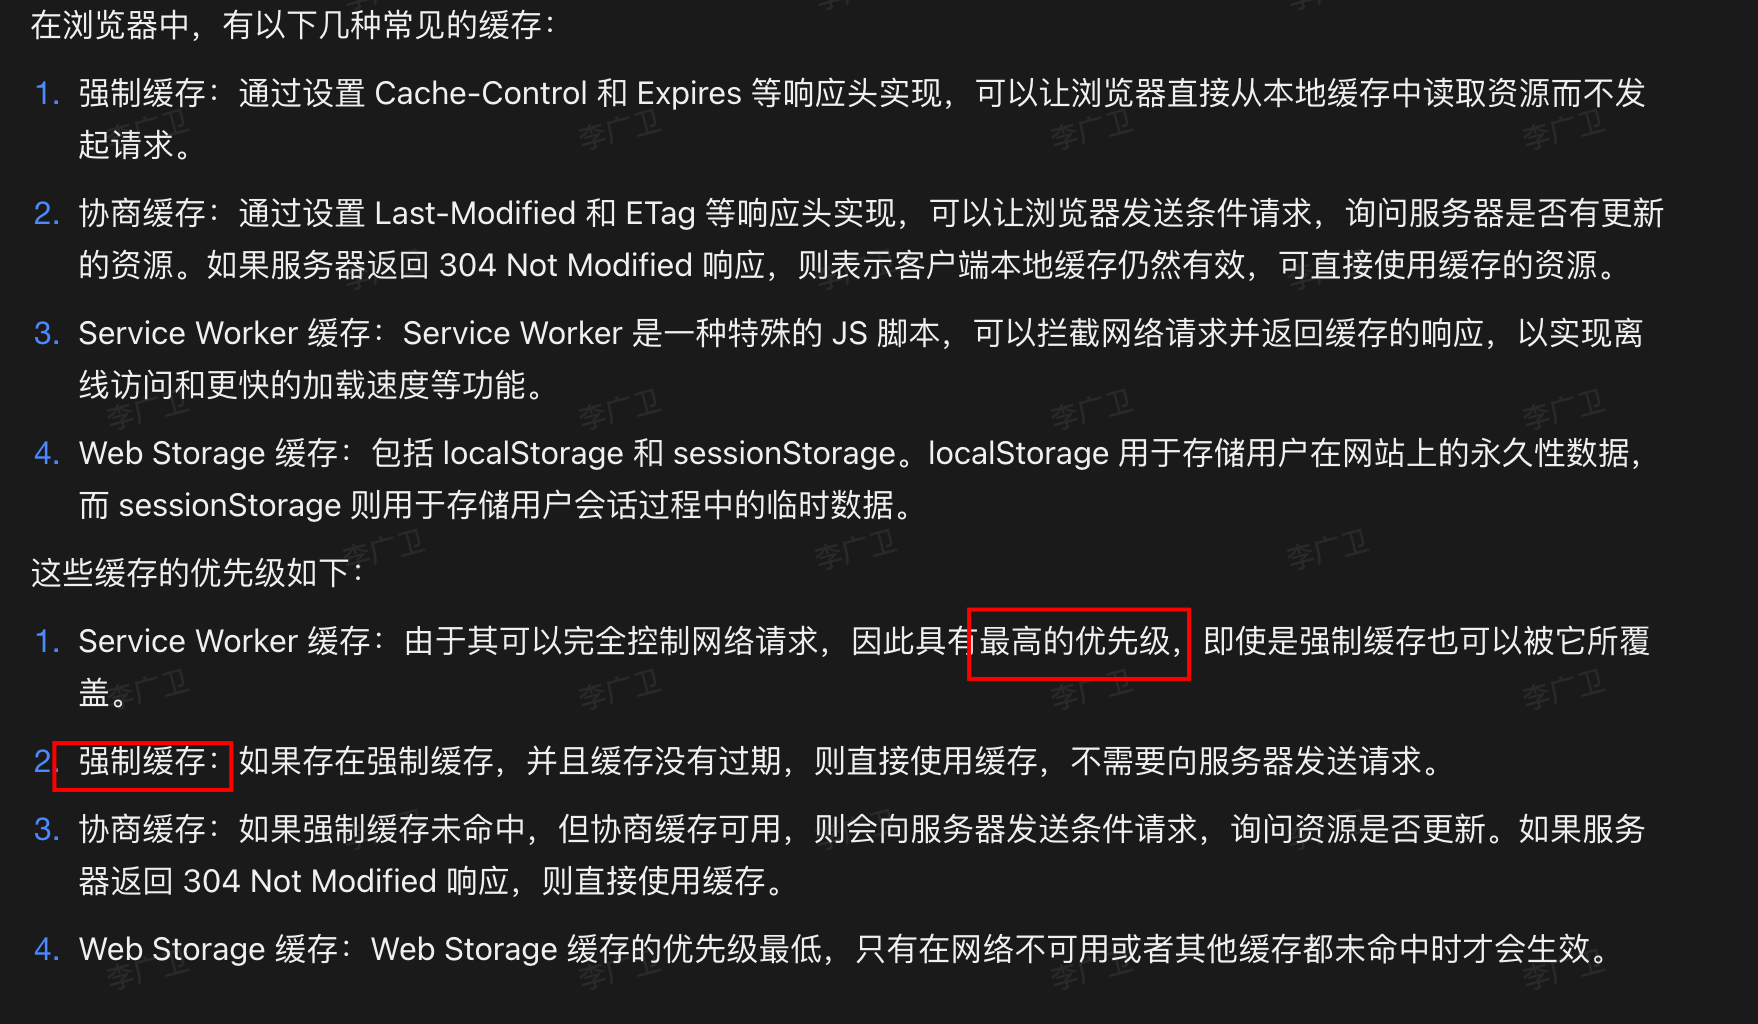 在浏览器中，有以下几种常见的缓存：
1. 强制缓存：通过设置 Cache-Control 和 Expires 等响应头实现，可以让浏览器直接从本地缓存中读取资源而不发
起请求。
2. 协商缓存：通过设置 Last-Modified 和 ETag 等响应头实现，可以让浏览器发送条件请求，询问服务器是否有更新
的资源。如果服务器返回 304 Not Modified 响应，则表示客户端本地缓存仍然有效，可直接使用缓存的资源。
3. Service Worker 缓存：Service Worker 是一种特殊的 JS 脚本，可以拦截网络请求并返回缓存的响应，以实现离
线访问和更快的加载速度等功能。
4. Web Storage 缓存：包括 localStorage 和 sessionStorage。localStorage 用于存储用户在网站上的永久性数据，
而 sessionStorage 则用于存储用户会话过程中的临时数据。
这些缓存的优先级如下：
1. Service Worker 缓存：由于其可以完全控制网络请求，因此具有最高的优先级，即使是强制缓存也可以被它所覆
盖。
2. 强制缓存：如果存在强制缓存，并且缓存没有过期，则直接使用缓存，不需要向服务器发送请求。
3. 协商缓存：如果强制缓存未命中，但协商缓存可用，则会向服务器发送条件请求，询问资源是否更新。如果服务
器返回 304 Not Modified 响应，则直接使用缓存。
4. Web Storage 缓存：Web Storage 缓存的优先级最低，只有在网络不可用或者其他缓存都未命中时才会生效。
李广卫